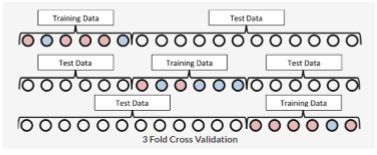 Training Data Test Data
Test Data Training Data Test Data
Test Data Training Data
3 Fold Cross Validation